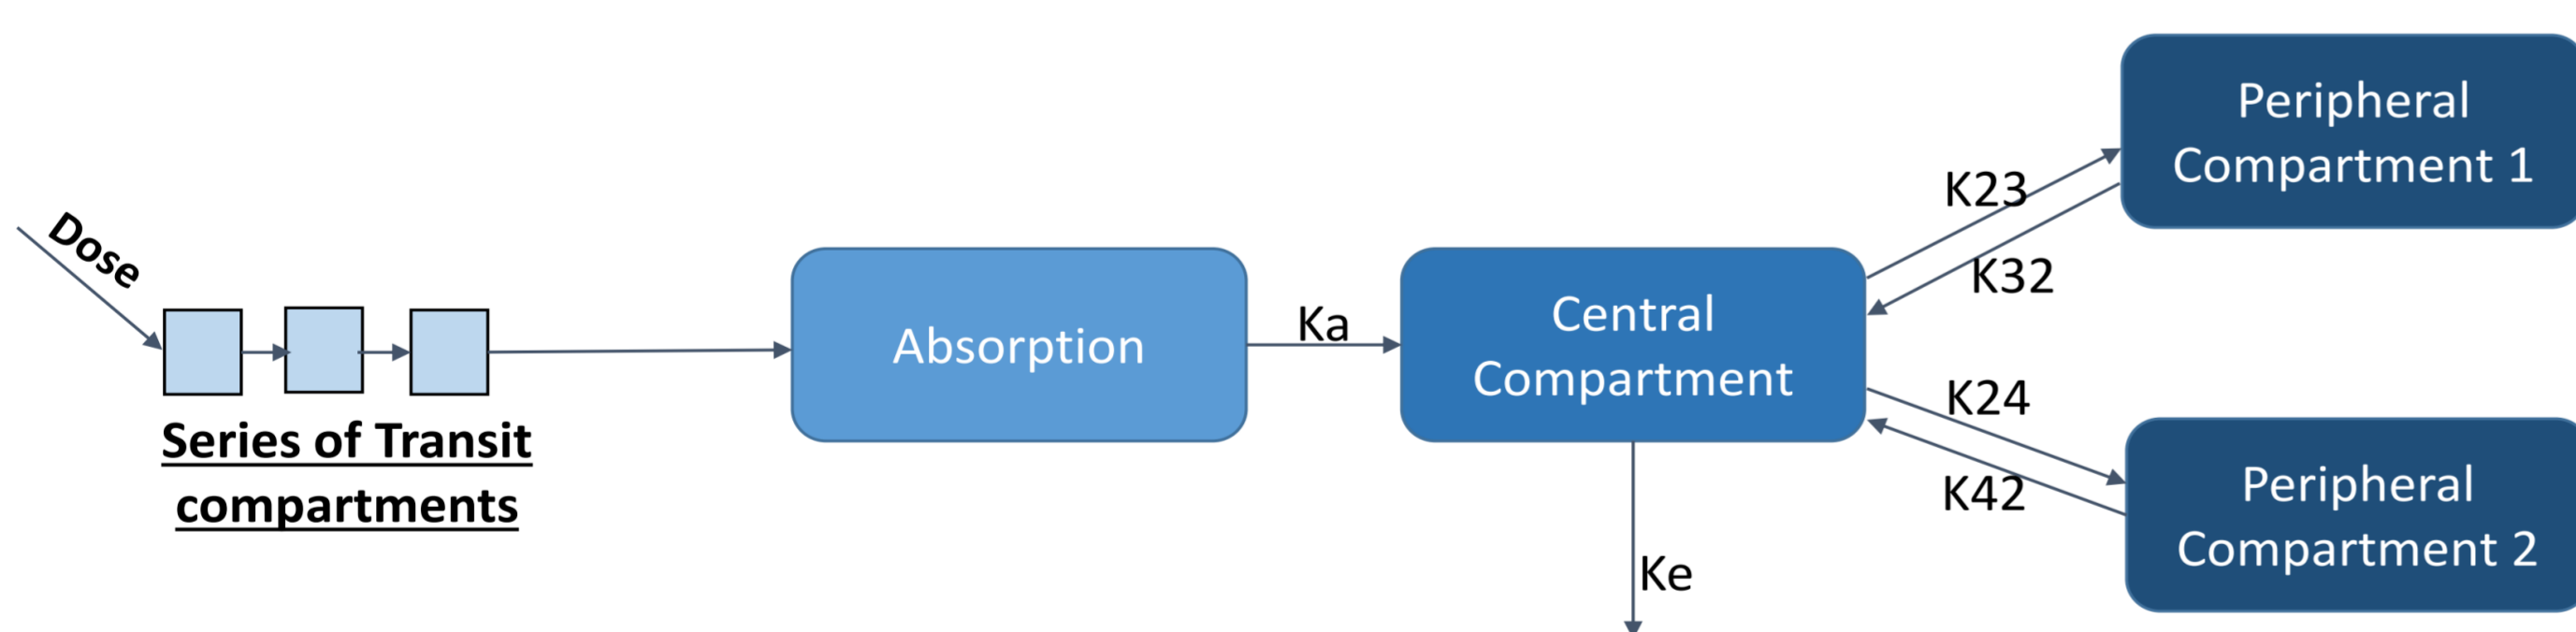 Dose
Series of Transit
compartments
Absorption
Ka
Central
Compartment
Ke
K23
K32
K24
K42
Peripheral
Compartment 1
Peripheral
Compartment 2